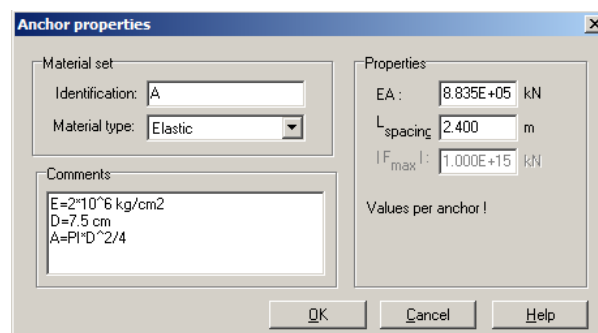 Anchor properties
Material set
Identification: A
Material type: Elastic
Comments
E=2*10^6 kg/cm2
D=7.5 cm
A=PI*D^2/4
Properties
EA : 8.835E+05 kN
Lspacing 2.400 m
|Fmax|: 1.000E+15 kN
Values per anchor !
OK Cancel Help